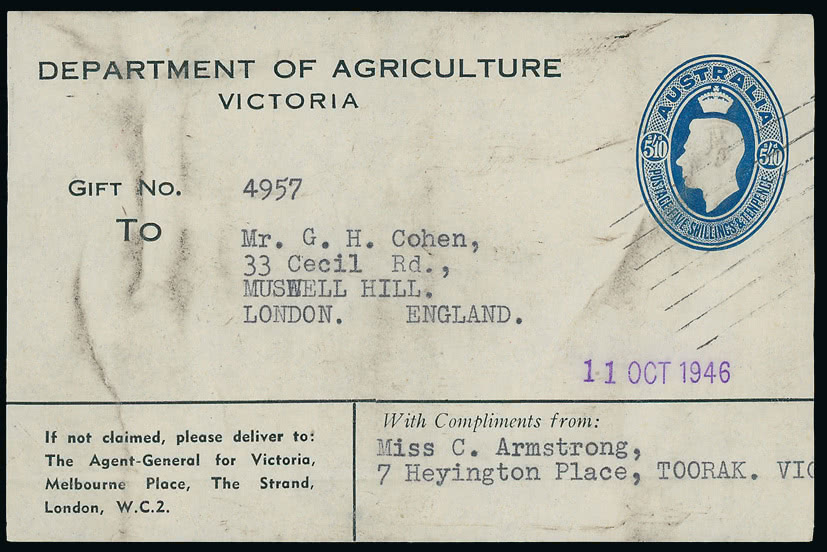 DEPARTMENT OF AGRICULTURE
VICTORIA
AUSTRALIA
5/10 5/10
POSTAGE FIVE SHILLINGS & TENPENCE
GIFT NO. 4957
TO
Mr. G. H. Cohen,
33 Cecil Rd.,
MUSWELL HILL.
LONDON. ENGLAND.
11 OCT 1946
If not claimed, please deliver to:
The Agent-General for Victoria,
Melbourne Place, The Strand,
London, W.C.2.
With Compliments from:
Miss C. Armstrong,
7 Heyington Place, TOORAK. VIC